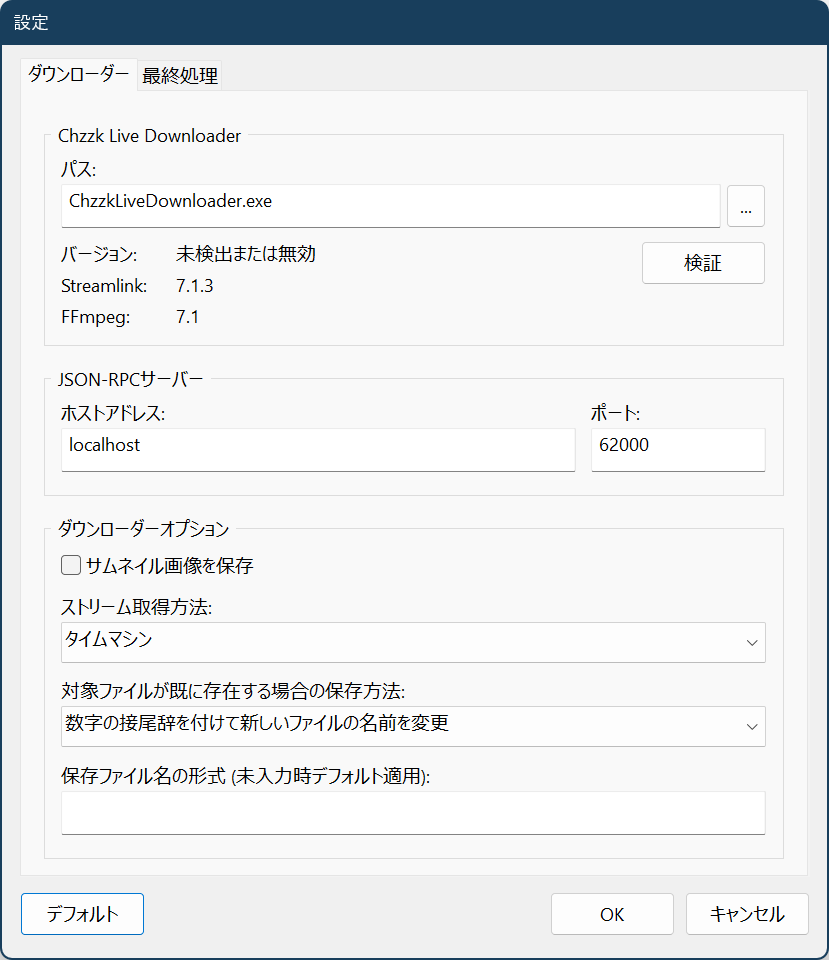 設定
ダウンローダー 最終処理
Chzzk Live Downloader
パス:
ChzzkLiveDownloader.exe ...
バージョン: 未検出または無効 検証
Streamlink: 7.1.3
FFmpeg: 7.1
JSON-RPCサーバー
ホストアドレス: ポート:
localhost 62000
ダウンローダーオプション
サムネイル画像を保存
ストリーム取得方法:
タイムマシン
対象ファイルが既に存在する場合の保存方法:
数字の接尾辞を付けて新しいファイルの名前を変更
保存ファイル名の形式 (未入力時デフォルト適用):
デフォルト OK キャンセル